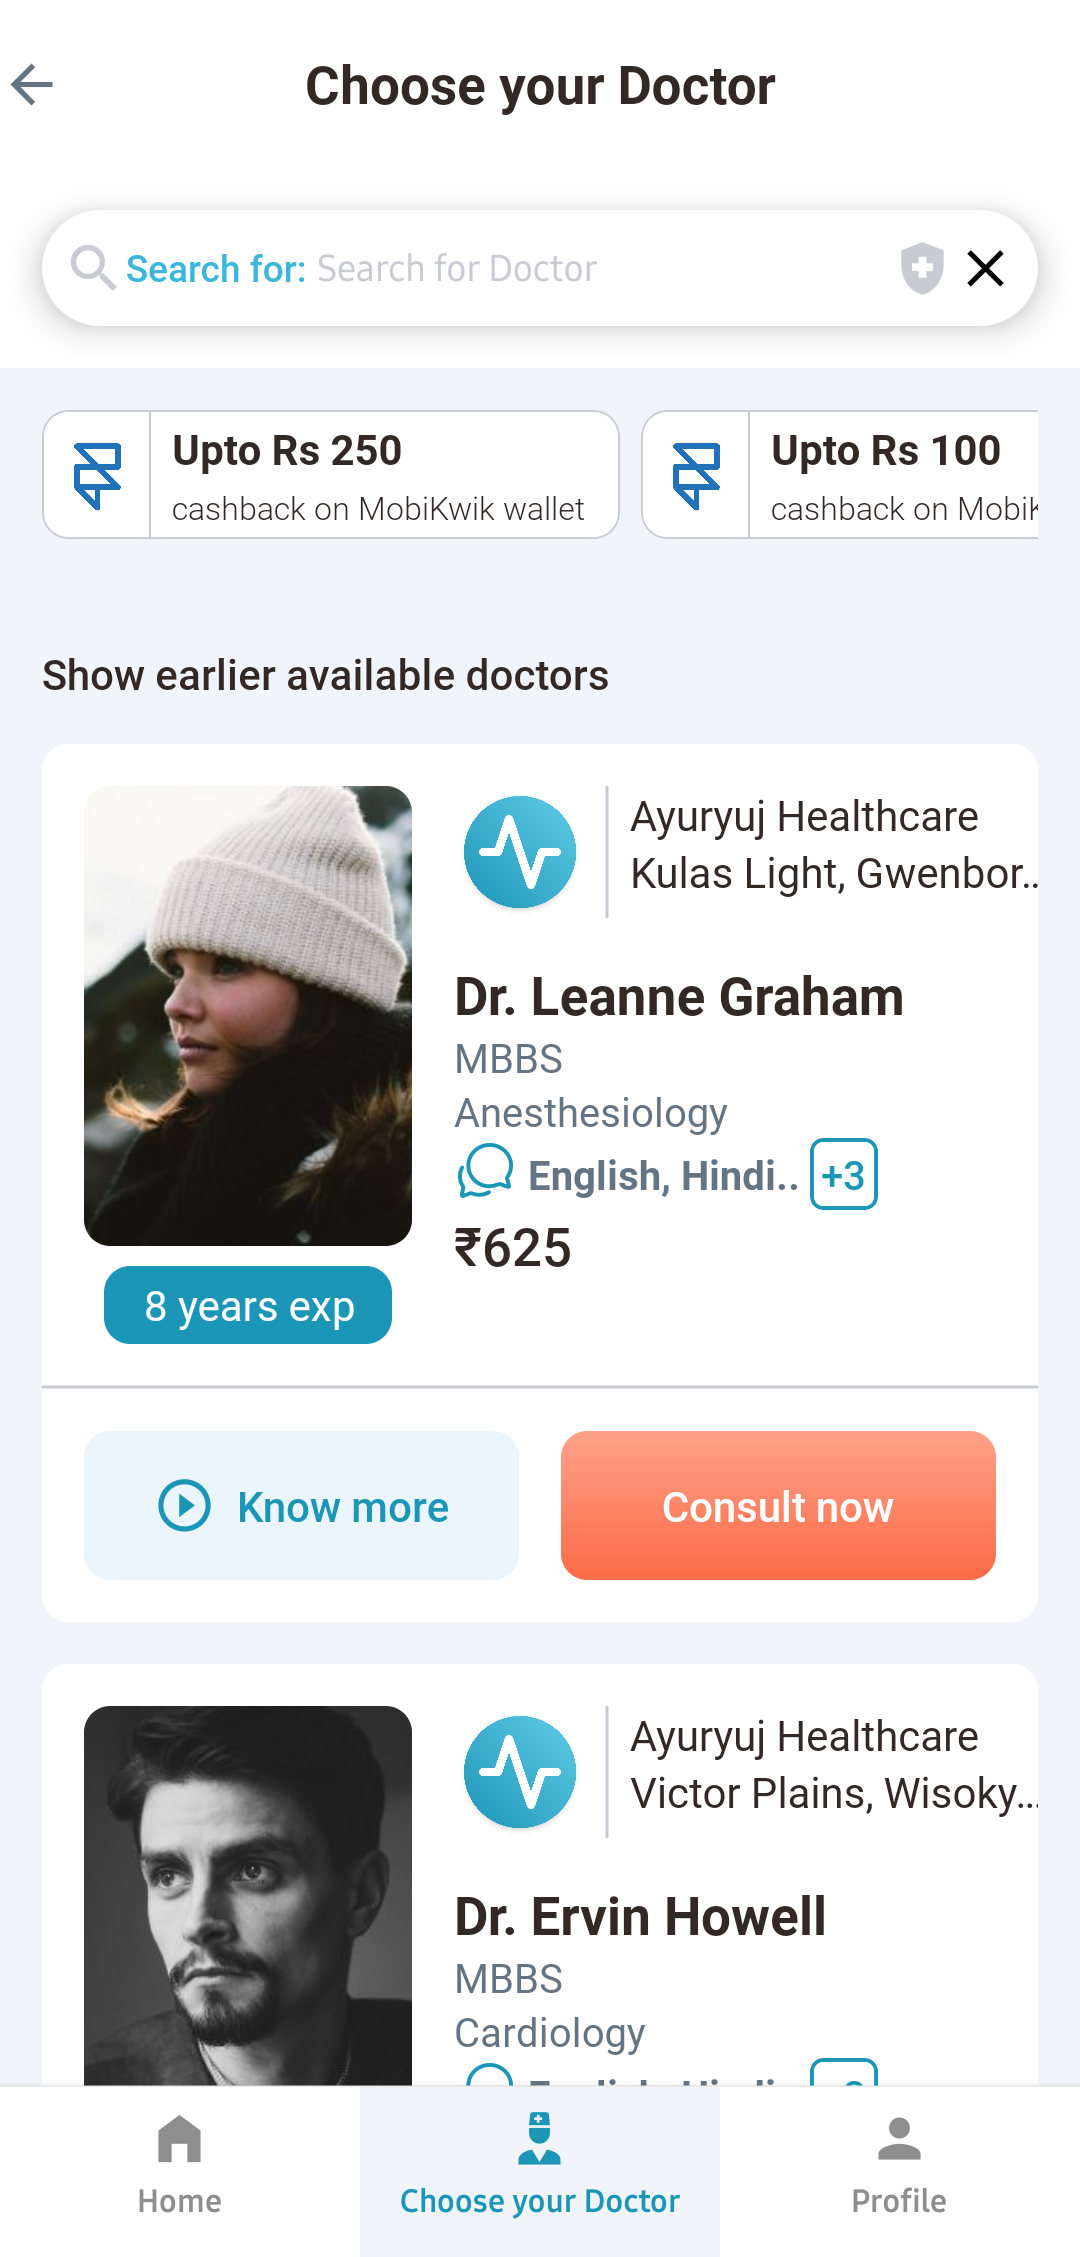 Choose your Doctor
Search for: Search for Doctor
Upto Rs 250
cashback on MobiKwik wallet
Upto Rs 100
cashback on MobiK
Show earlier available doctors
Ayuryuj Healthcare
Kulas Light, Gwenbor...
Dr. Leanne Graham
MBBS
Anesthesiology
English, Hindi.. +3
₹625
8 years exp
Know more
Consult now
Ayuryuj Healthcare
Victor Plains, Wisoky...
Dr. Ervin Howell
MBBS
Cardiology
Home
Choose your Doctor
Profile